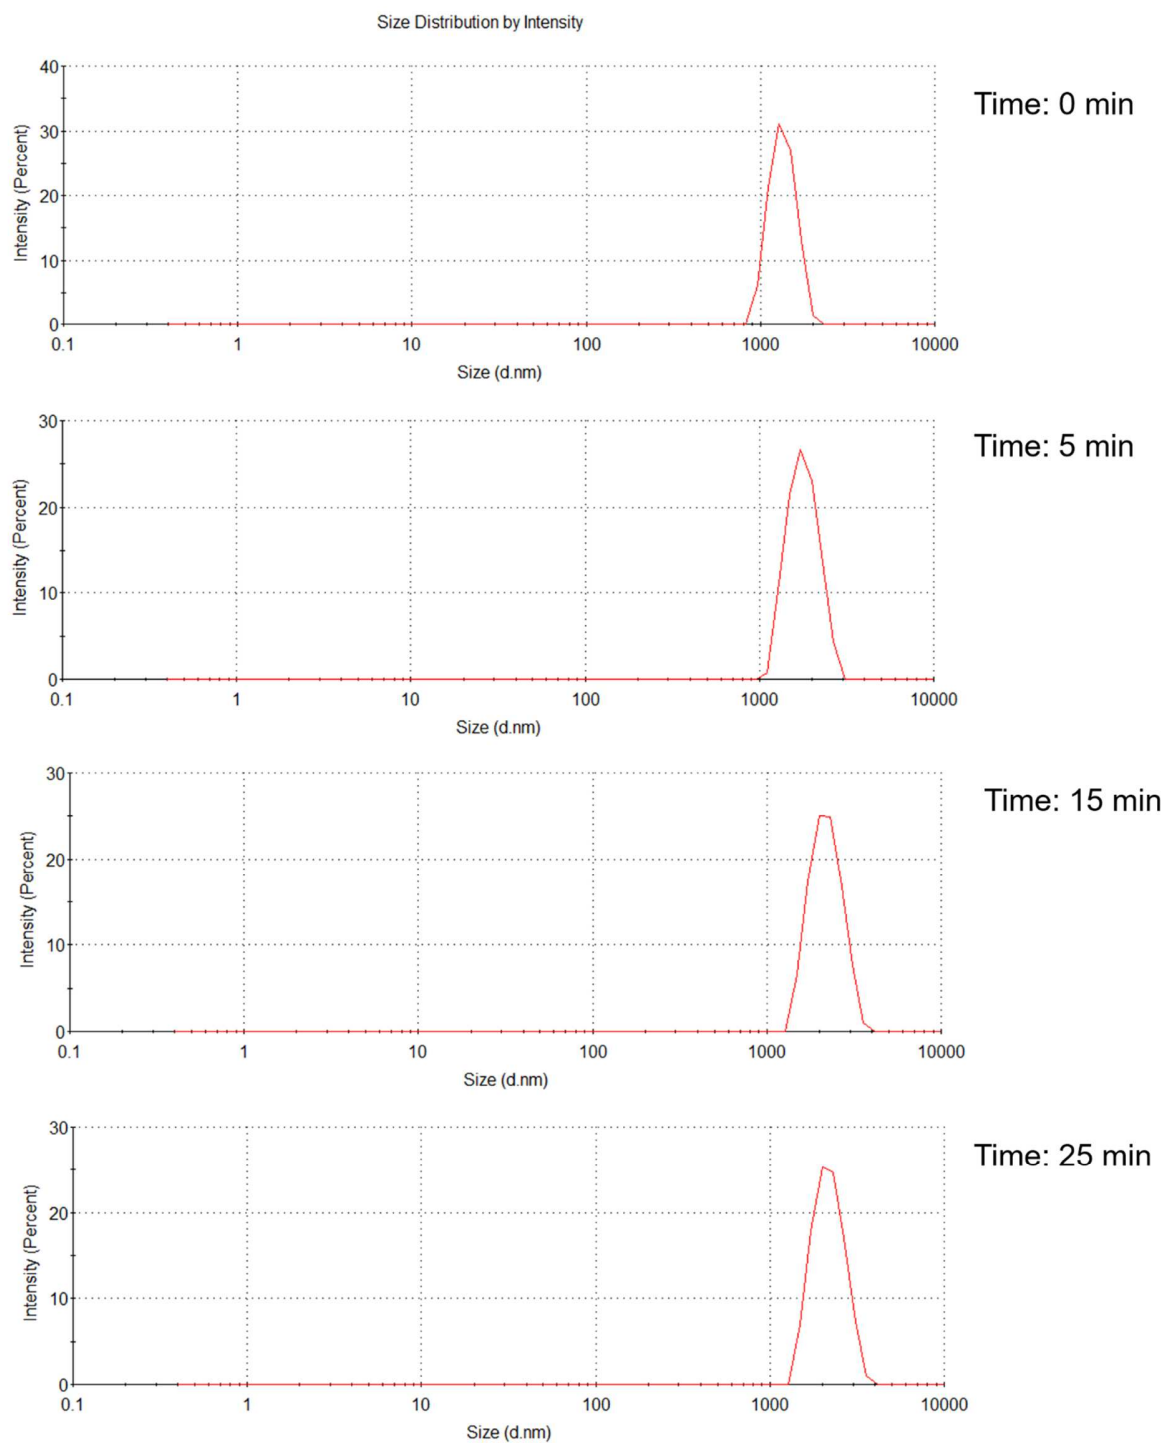 Size Distribution by Intensity
Time: 0 min
Intensity (Percent)
40
30
20
10
0
0.1 1 10 100 1000 10000
Size (d.nm)
Time: 5 min
Intensity (Percent)
30
20
10
0
0.1 1 10 100 1000 10000
Size (d.nm)
Time: 15 min
Intensity (Percent)
30
20
10
0
0.1 1 10 100 1000 10000
Size (d.nm)
Time: 25 min
Intensity (Percent)
30
20
10
0
0.1 1 10 100 1000 10000
Size (d.nm)